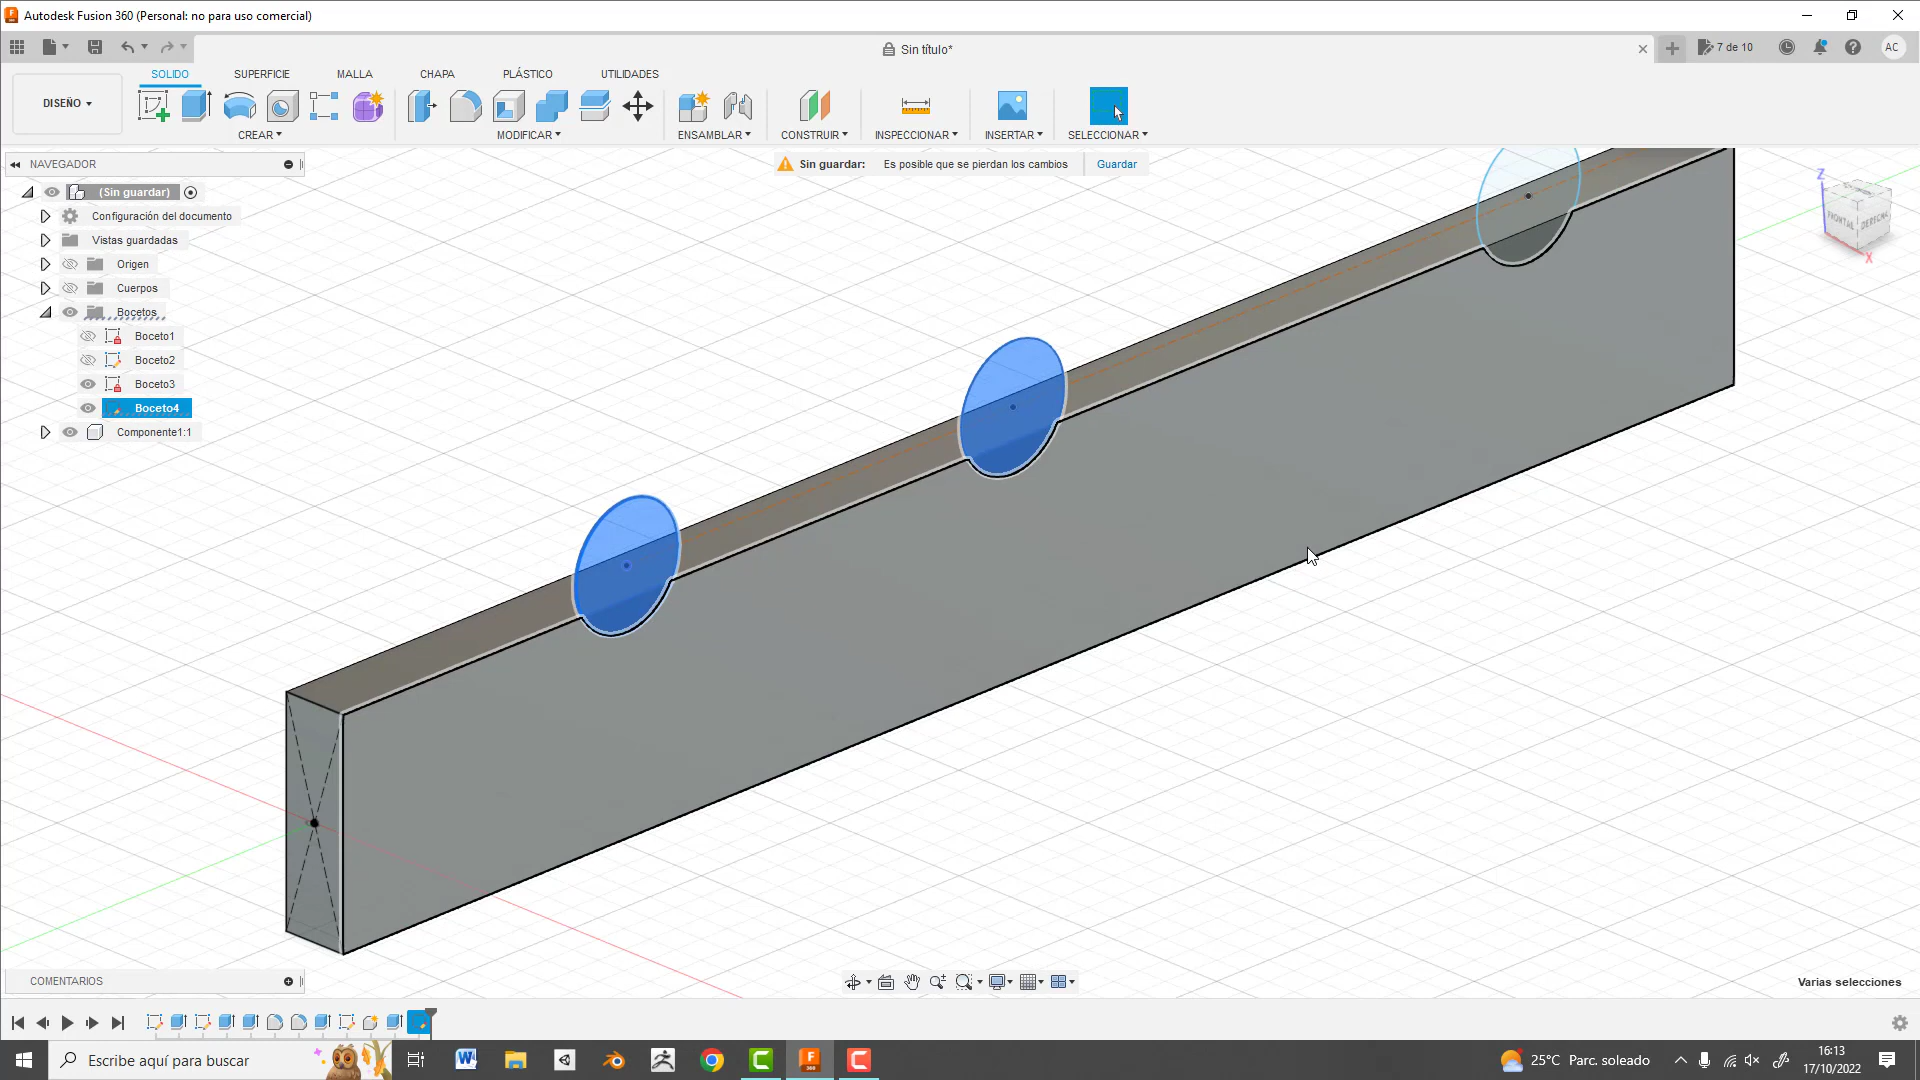 Autodesk Fusion 360 (Personal: no para uso comercial)
Sin título*
7 de 10
AC
DISEÑO
SOLIDO
SUPERFICIE
MALLA
CHAPA
PLÁSTICO
UTILIDADES
CREAR
MODIFICAR
ENSAMBLAR
CONSTRUIR
INSPECCIONAR
INSERTAR
SELECCIONAR
NAVEGADOR
Sin guardar: Es posible que se pierdan los cambios Guardar
(Sin guardar)
Configuración del documento
Vistas guardadas
Origen
Cuerpos
Bocetos
Boceto1
Boceto2
Boceto3
Boceto4
Componente1:1
Z
FRONTAL
DERECHO
X
COMENTARIOS
Varias selecciones
Escribe aquí para buscar
25°C Parc. soleado
16:13
17/10/2022